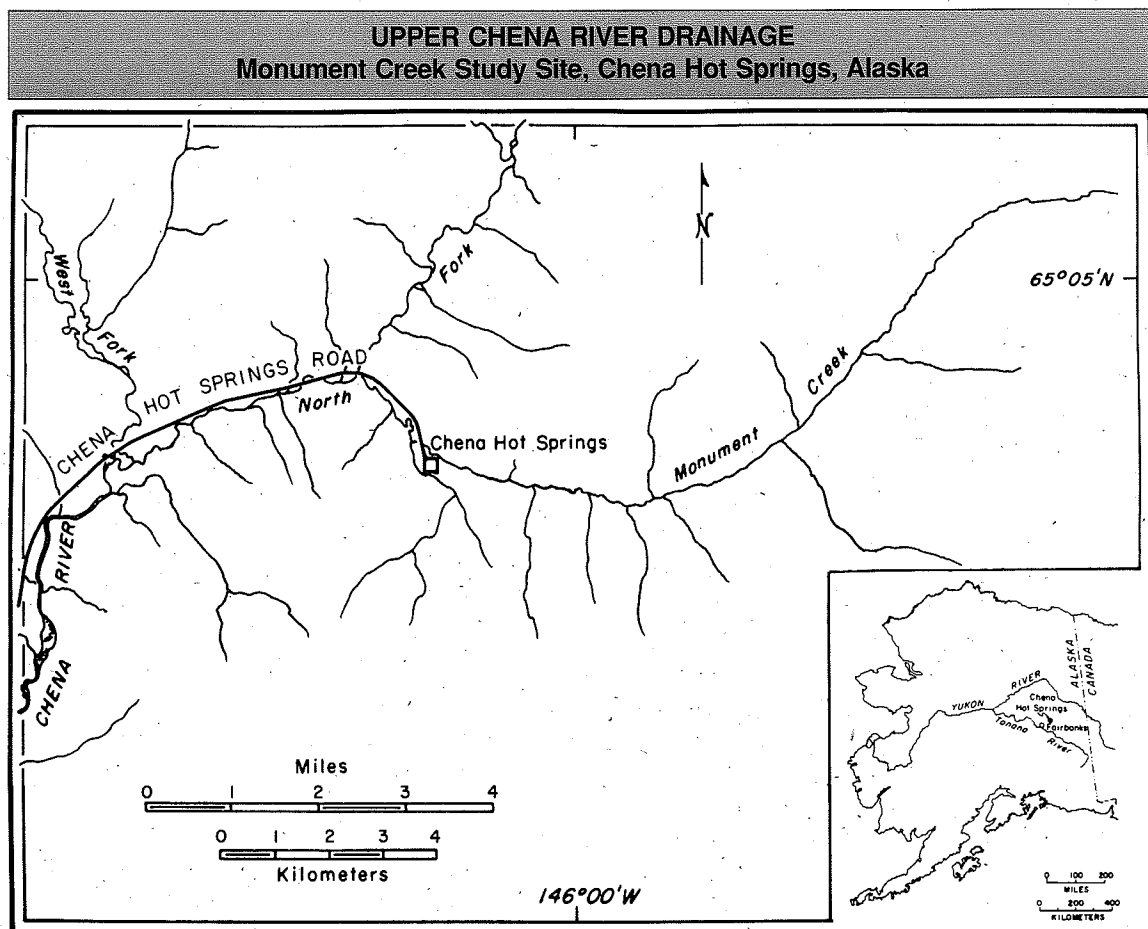 UPPER CHENA RIVER DRAINAGE
Monument Creek Study Site, Chena Hot Springs, Alaska
N
65°05'N
West
Fork
Fork
CHENA HOT SPRINGS ROAD
North
Creek
Monument
Chena Hot Springs
CHENA RIVER
Miles
0 1 2 3 4
0 1 2 3 4
Kilometers
146°00'W
ALASKA
CANADA
YUKON RIVER
Chena
Hot Springs
Fairbanks
Tanana River
0 100 200
MILES
0 200 400
KILOMETERS